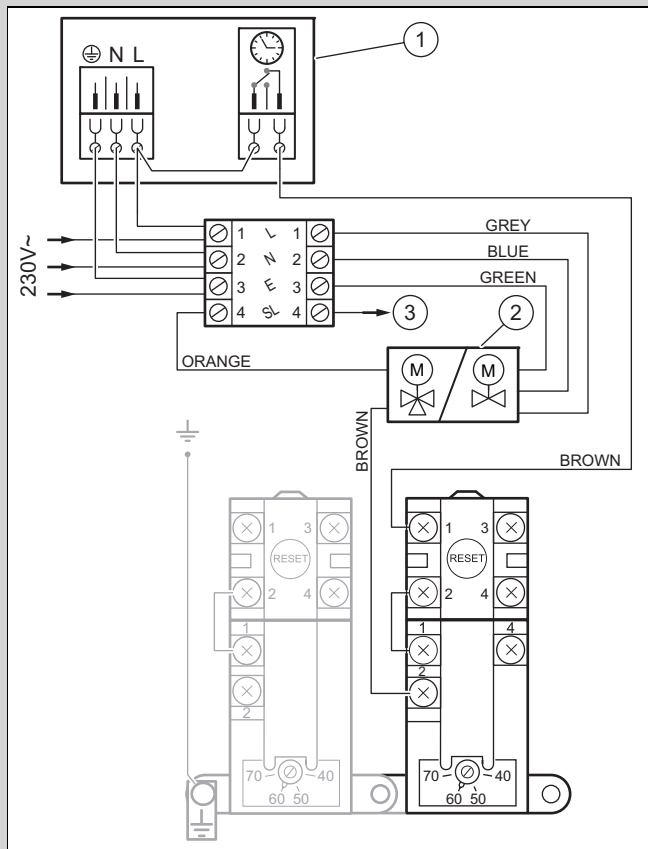 1
N L
GREY
1 L 1
BLUE
2 N 2
GREEN
3 E 3
4 SL 4
3
2
230V~
ORANGE
M
M
BROWN
BROWN
1 3
RESET
2 4
1
2
70 40
60 50
1 3
RESET
2 4
1 4
2
70 40
60 50